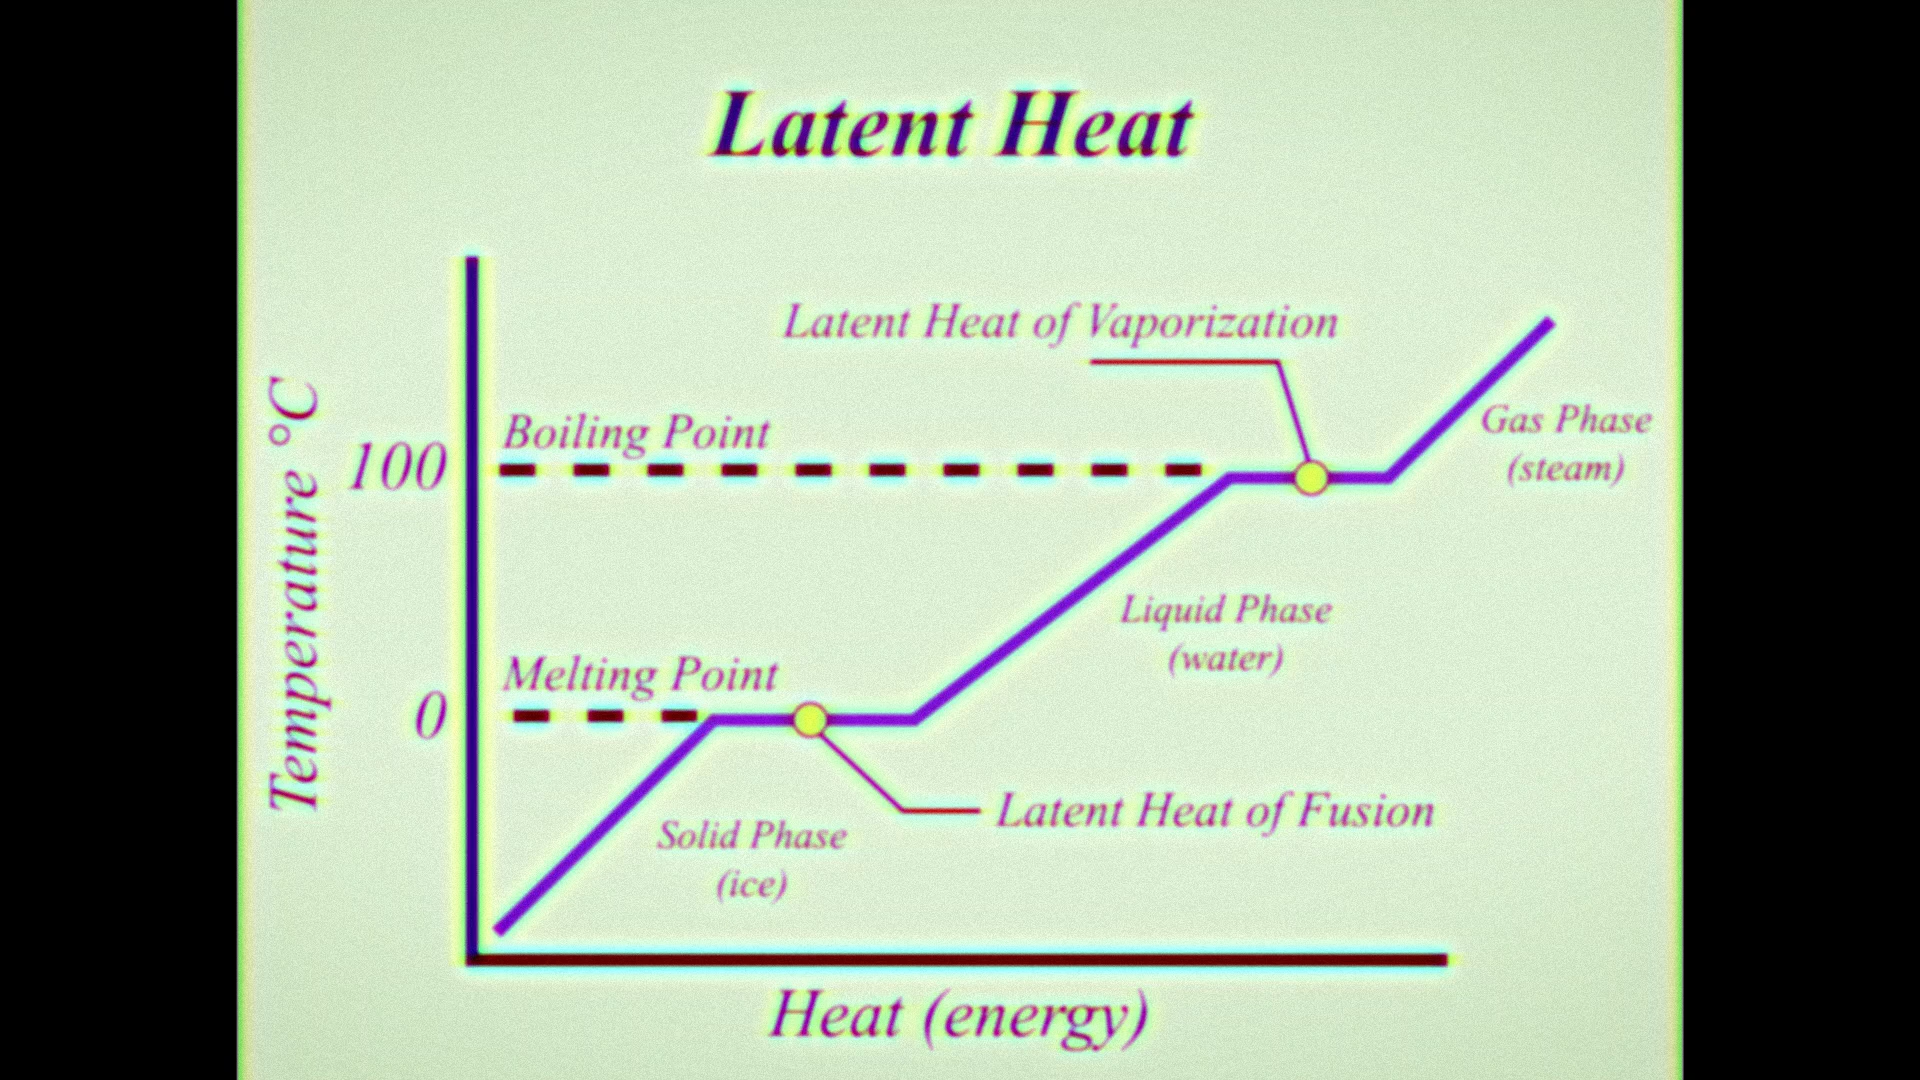 Latent Heat
Latent Heat of Vaporization
Gas Phase
(steam)
Boiling Point
100
Temperature °C
Liquid Phase
(water)
Melting Point
0
Latent Heat of Fusion
Solid Phase
(ice)
Heat (energy)